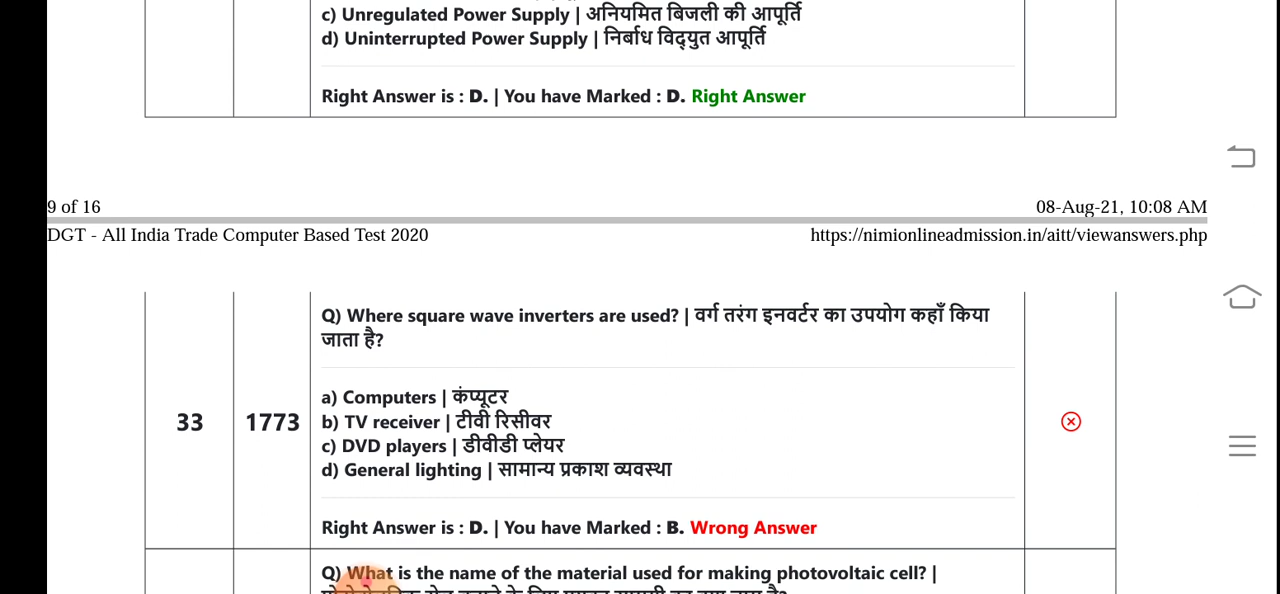 c) Unregulated Power Supply | अनियमित बिजली की आपूर्ति
d) Uninterrupted Power Supply | निर्बाध विद्युत आपूर्ति
Right Answer is : D. | You have Marked : D. Right Answer
9 of 16 08-Aug-21, 10:08 AM
DGT - All India Trade Computer Based Test 2020 https://nimionlineadmission.in/aitt/viewanswers.php
Q) Where square wave inverters are used? | वर्ग तरंग इनवर्टर का उपयोग कहाँ किया
जाता है?
33 1773
a) Computers | कंप्यूटर
b) TV receiver | टीवी रिसीवर
c) DVD players | डीवीडी प्लेयर
d) General lighting | सामान्य प्रकाश व्यवस्था
Right Answer is : D. | You have Marked : B. Wrong Answer
Q) What is the name of the material used for making photovoltaic cell? |